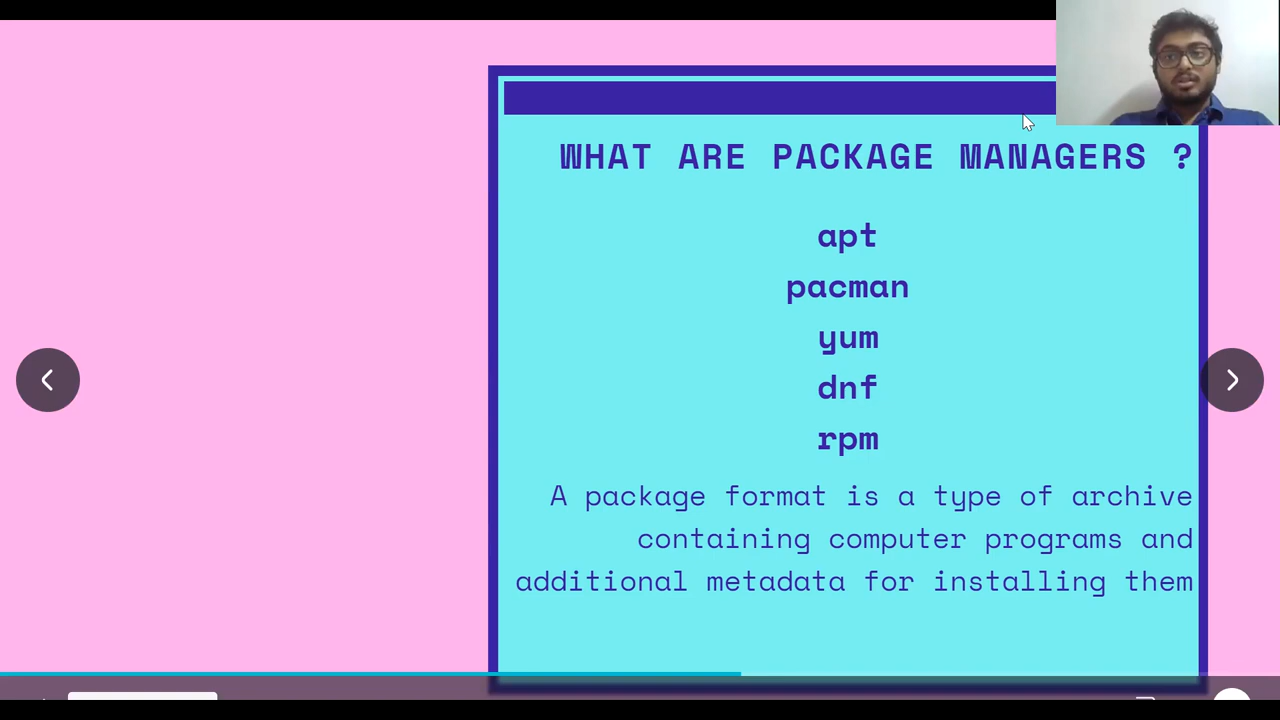 WHAT ARE PACKAGE MANAGERS ?
apt
pacman
yum
dnf
rpm
A package format is a type of archive
containing computer programs and
additional metadata for installing them